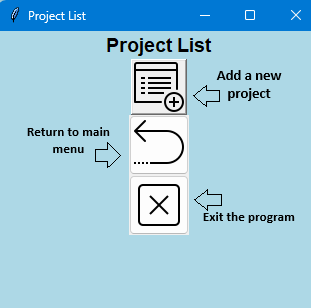 Project List
Project List
Add a new
project
Return to main
menu
Exit the program